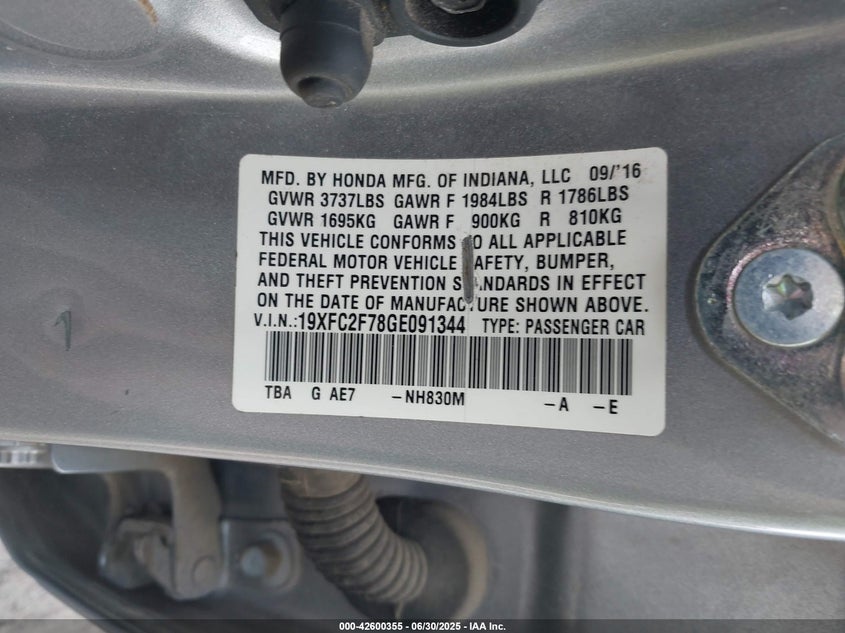 MFD. BY HONDA MFG. OF INDIANA, LLC 09/'16
GVWR 3737LBS GAWR F 1984LBS R 1786LBS
GVWR 1695KG GAWR F 900KG R 810KG
THIS VEHICLE CONFORMS TO ALL APPLICABLE
FEDERAL MOTOR VEHICLE SAFETY, BUMPER,
AND THEFT PREVENTION STANDARDS IN EFFECT
ON THE DATE OF MANUFACTURE SHOWN ABOVE.
V.I.N.:19XFC2F78GE091344 TYPE: PASSENGER CAR
TBA G AE7 -NH830M -A -E
000-42600355 - 06/30/2025 - IAA Inc.